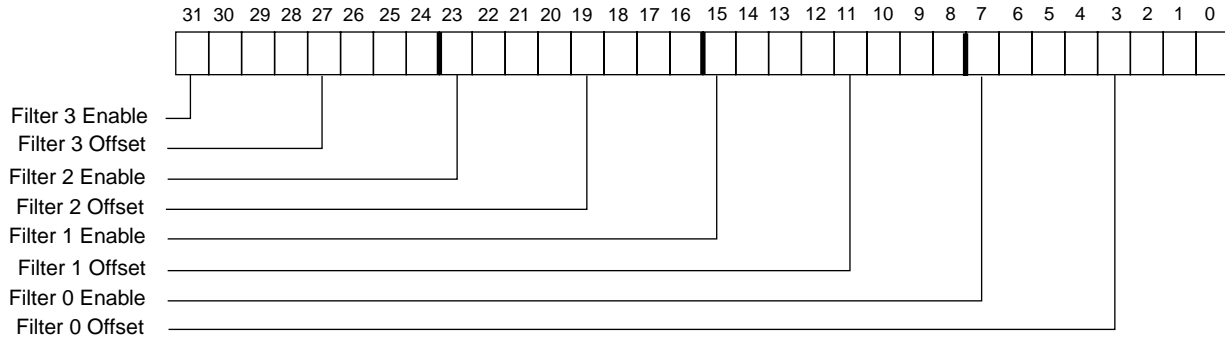 31 30 29 28 27 26 25 24 23 22 21 20 19 18 17 16 15 14 13 12 11 10 9 8 7 6 5 4 3 2 1 0
Filter 3 Enable
Filter 3 Offset
Filter 2 Enable
Filter 2 Offset
Filter 1 Enable
Filter 1 Offset
Filter 0 Enable
Filter 0 Offset